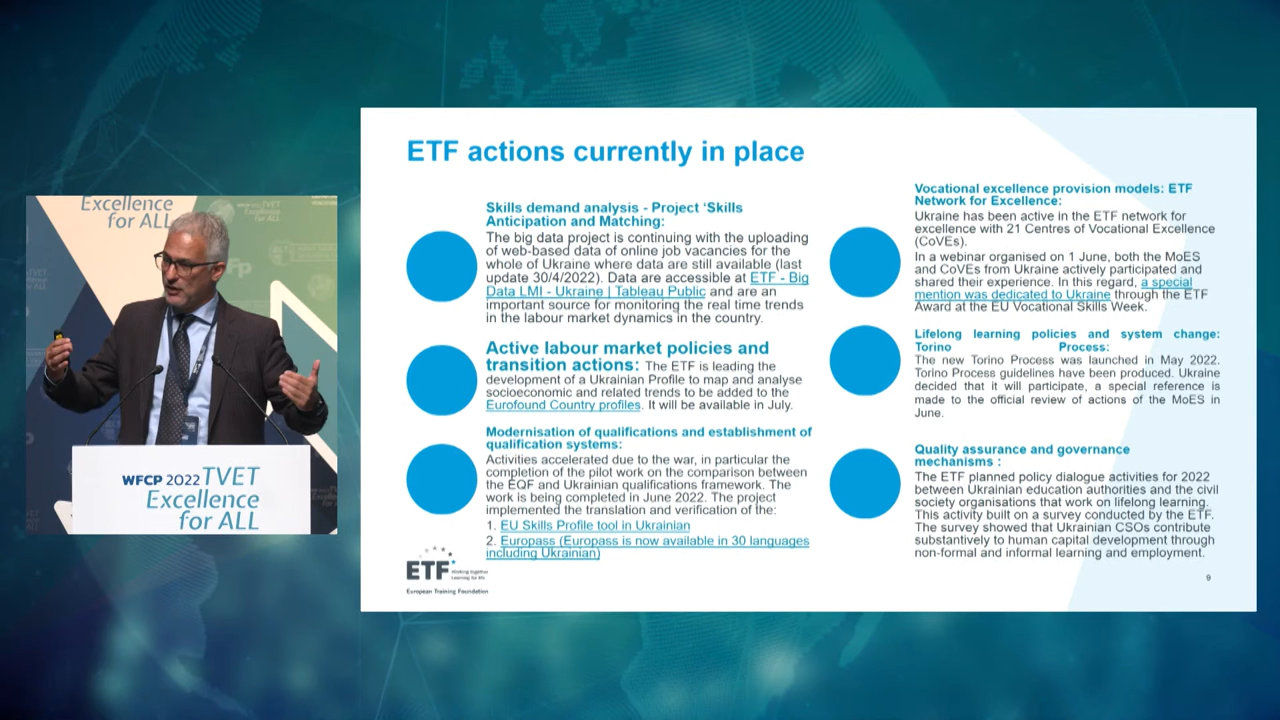 Excellence
for ALL
WFCP 2022 TVET
Excellence
for ALL
ETF actions currently in place
Skills demand analysis - Project ‘Skills
Anticipation and Matching:
The big data project is continuing with the uploading
of web-based data of online job vacancies for the
whole of Ukraine where data are still available (last
update 30/4/2022). Data are accessible at ETF - Big
Data LMI - Ukraine | Tableau Public and are an
important source for monitoring the real time trends
in the labour market dynamics in the country.
Active labour market policies and
transition actions: The ETF is leading the
development of a Ukrainian Profile to map and analyse
socioeconomic and related trends to be added to the
Eurofound Country profiles. It will be available in July.
Modernisation of qualifications and establishment of
qualification systems:
Activities accelerated due to the war, in particular the
completion of the pilot work on the comparison between
the EQF and Ukrainian qualifications framework. The
work is being completed in June 2022. The project
implemented the translation and verification of the:
1. EU Skills Profile tool in Ukrainian
2. Europass (Europass is now available in 30 languages
including Ukrainian)
Vocational excellence provision models: ETF
Network for Excellence:
Ukraine has been active in the ETF network for
excellence with 21 Centres of Vocational Excellence
(CoVEs).
In a webinar organised on 1 June, both the MoES
and CoVEs from Ukraine actively participated and
shared their experience. In this regard, a special
mention was dedicated to Ukraine through the ETF
Award at the EU Vocational Skills Week.
Lifelong learning policies and system change:
Torino Process:
The new Torino Process was launched in May 2022.
Torino Process guidelines have been produced. Ukraine
decided that it will participate, a special reference is
made to the official review of actions of the MoES in
June.
Quality assurance and governance
mechanisms :
The ETF planned policy dialogue activities for 2022
between Ukrainian education authorities and the civil
society organisations that work on lifelong learning.
This activity built on a survey conducted by the ETF.
The survey showed that Ukrainian CSOs contribute
substantively to human capital development through
non-formal and informal learning and employment.
ETF
Working together
Learning for life
European Training Foundation
9